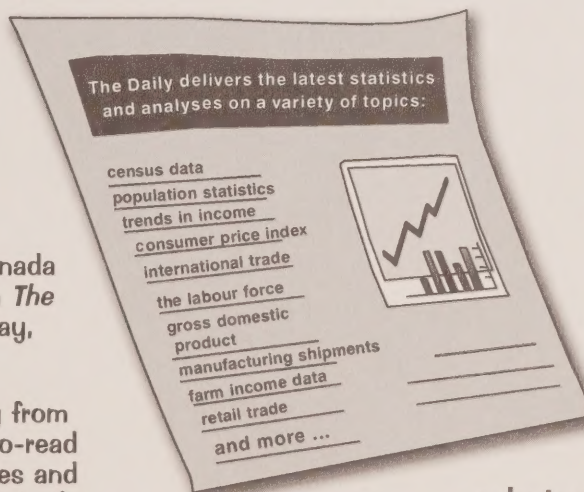 The Daily delivers the latest statistics
and analyses on a variety of topics:
census data
population statistics
trends in income
consumer price index
international trade
the labour force
gross domestic
product
manufacturing shipments
farm income data
retail trade
and more ...
nada
The
ay,
from
o-read
es and